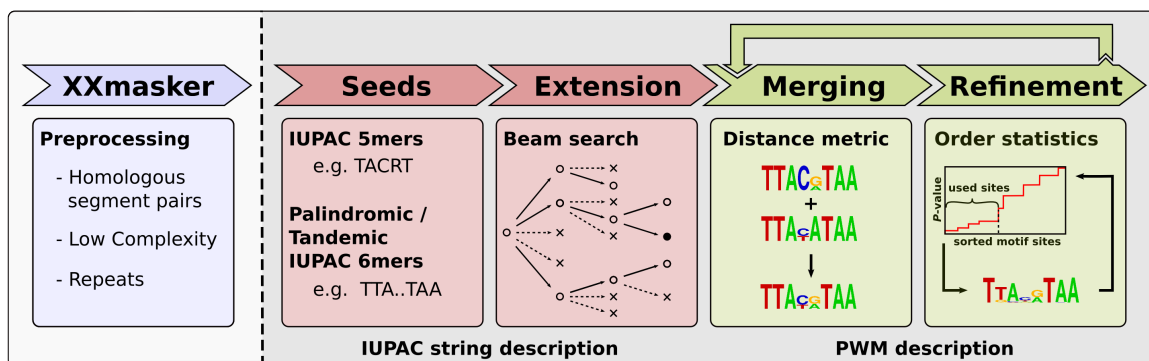 XXmasker
Seeds
Extension
Merging
Refinement
Preprocessing
- Homologous
segment pairs
- Low Complexity
- Repeats
IUPAC 5mers
e.g. TACRT
Palindromic /
Tandemic
IUPAC 6mers
e.g. TTA..TAA
Beam search
Distance metric
TTACGTAA
+
TTACATAA
TTACGTAA
Order statistics
P-value
used sites
sorted motif sites
TTACGTAA
IUPAC string description
PWM description